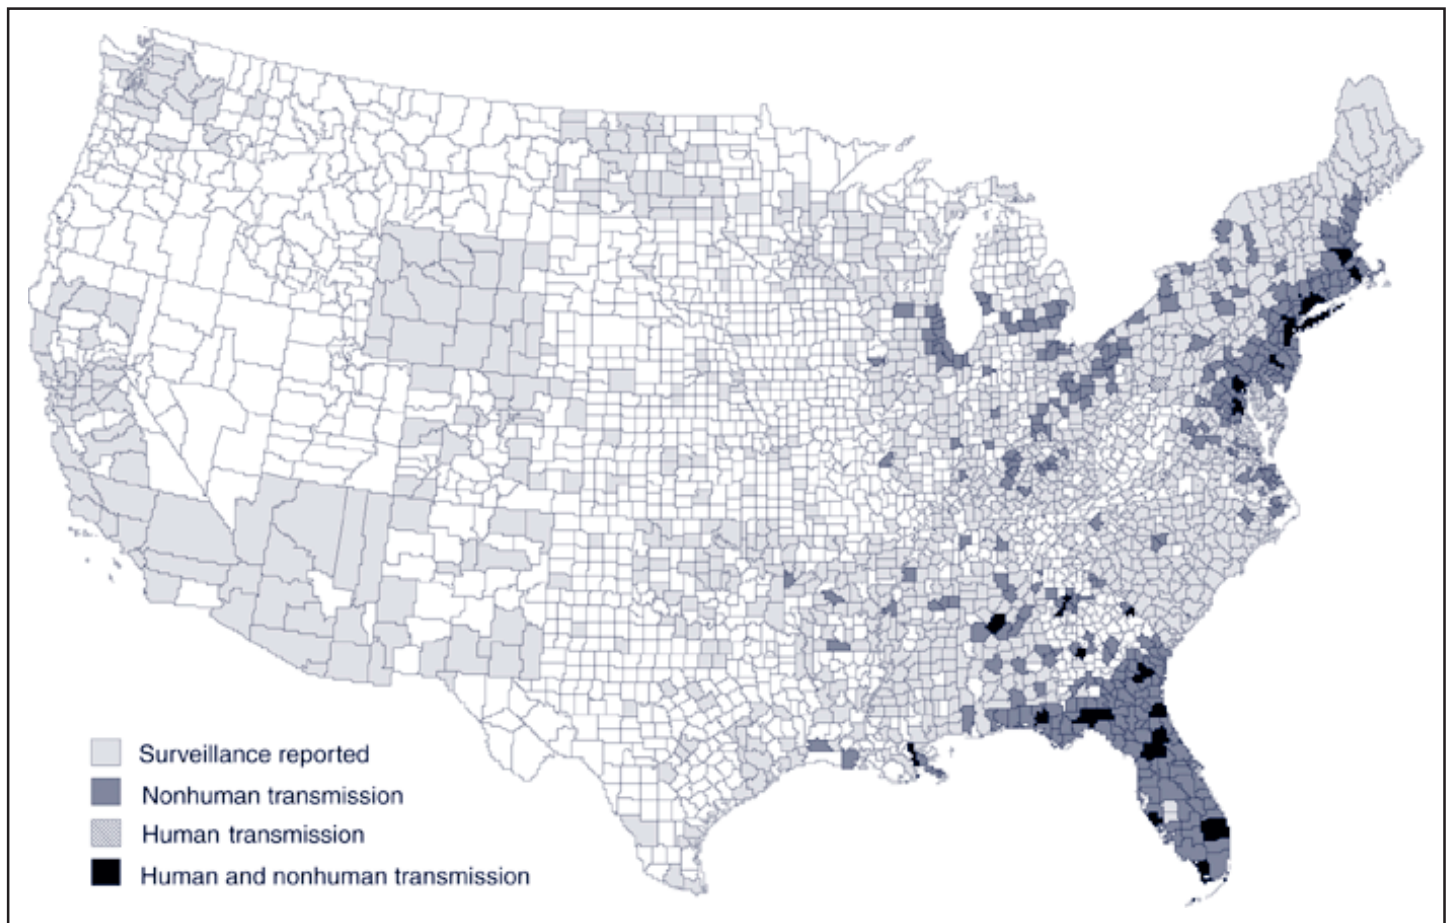 Surveillance reported
Nonhuman transmission
Human transmission
Human and nonhuman transmission